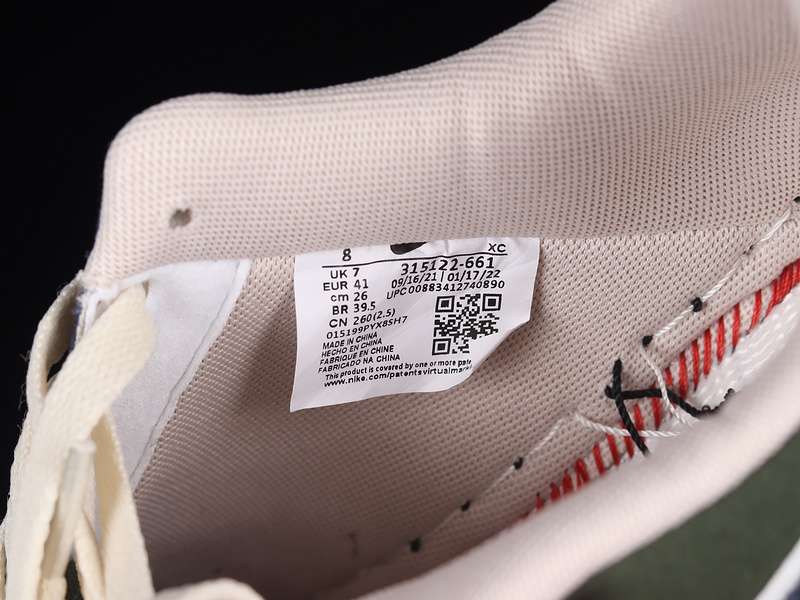 8 XC
UK 7 315122-661
EUR 41 09/16/21 | 01/17/22
cm 26 UPC 00883412740890
BR 39.5
CN 260(2.5)
015199PYX8SH7
MADE IN CHINA
HECHO EN CHINA
FABRIQUE EN CHINE
FABRICADO NA CHINA
This product is covered by one or more
www.nike.com/patentsvirtual